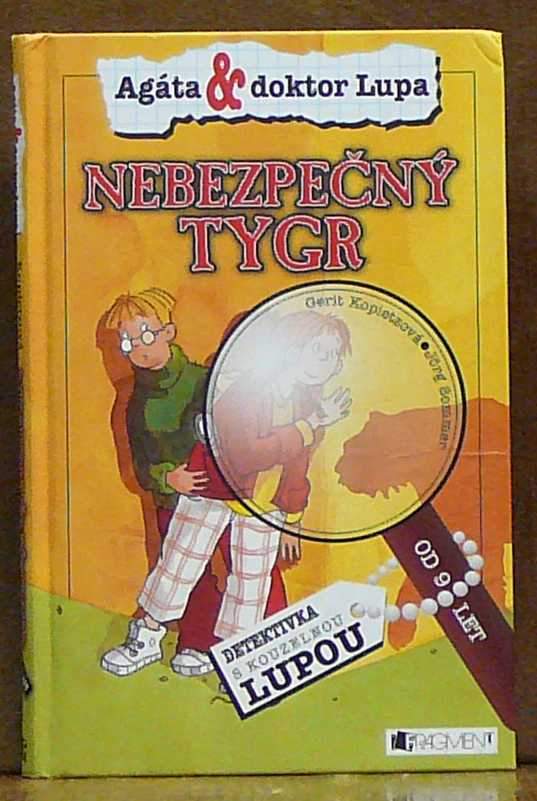 Agáta & doktor Lupa
NEBEZPEČNÝ
TYGR
Gerit Kopietzová • Jörg Sommer
OD 9 LET
DETEKTIVKA
S KOUZELNOU
LUPOU
FRAGMENT